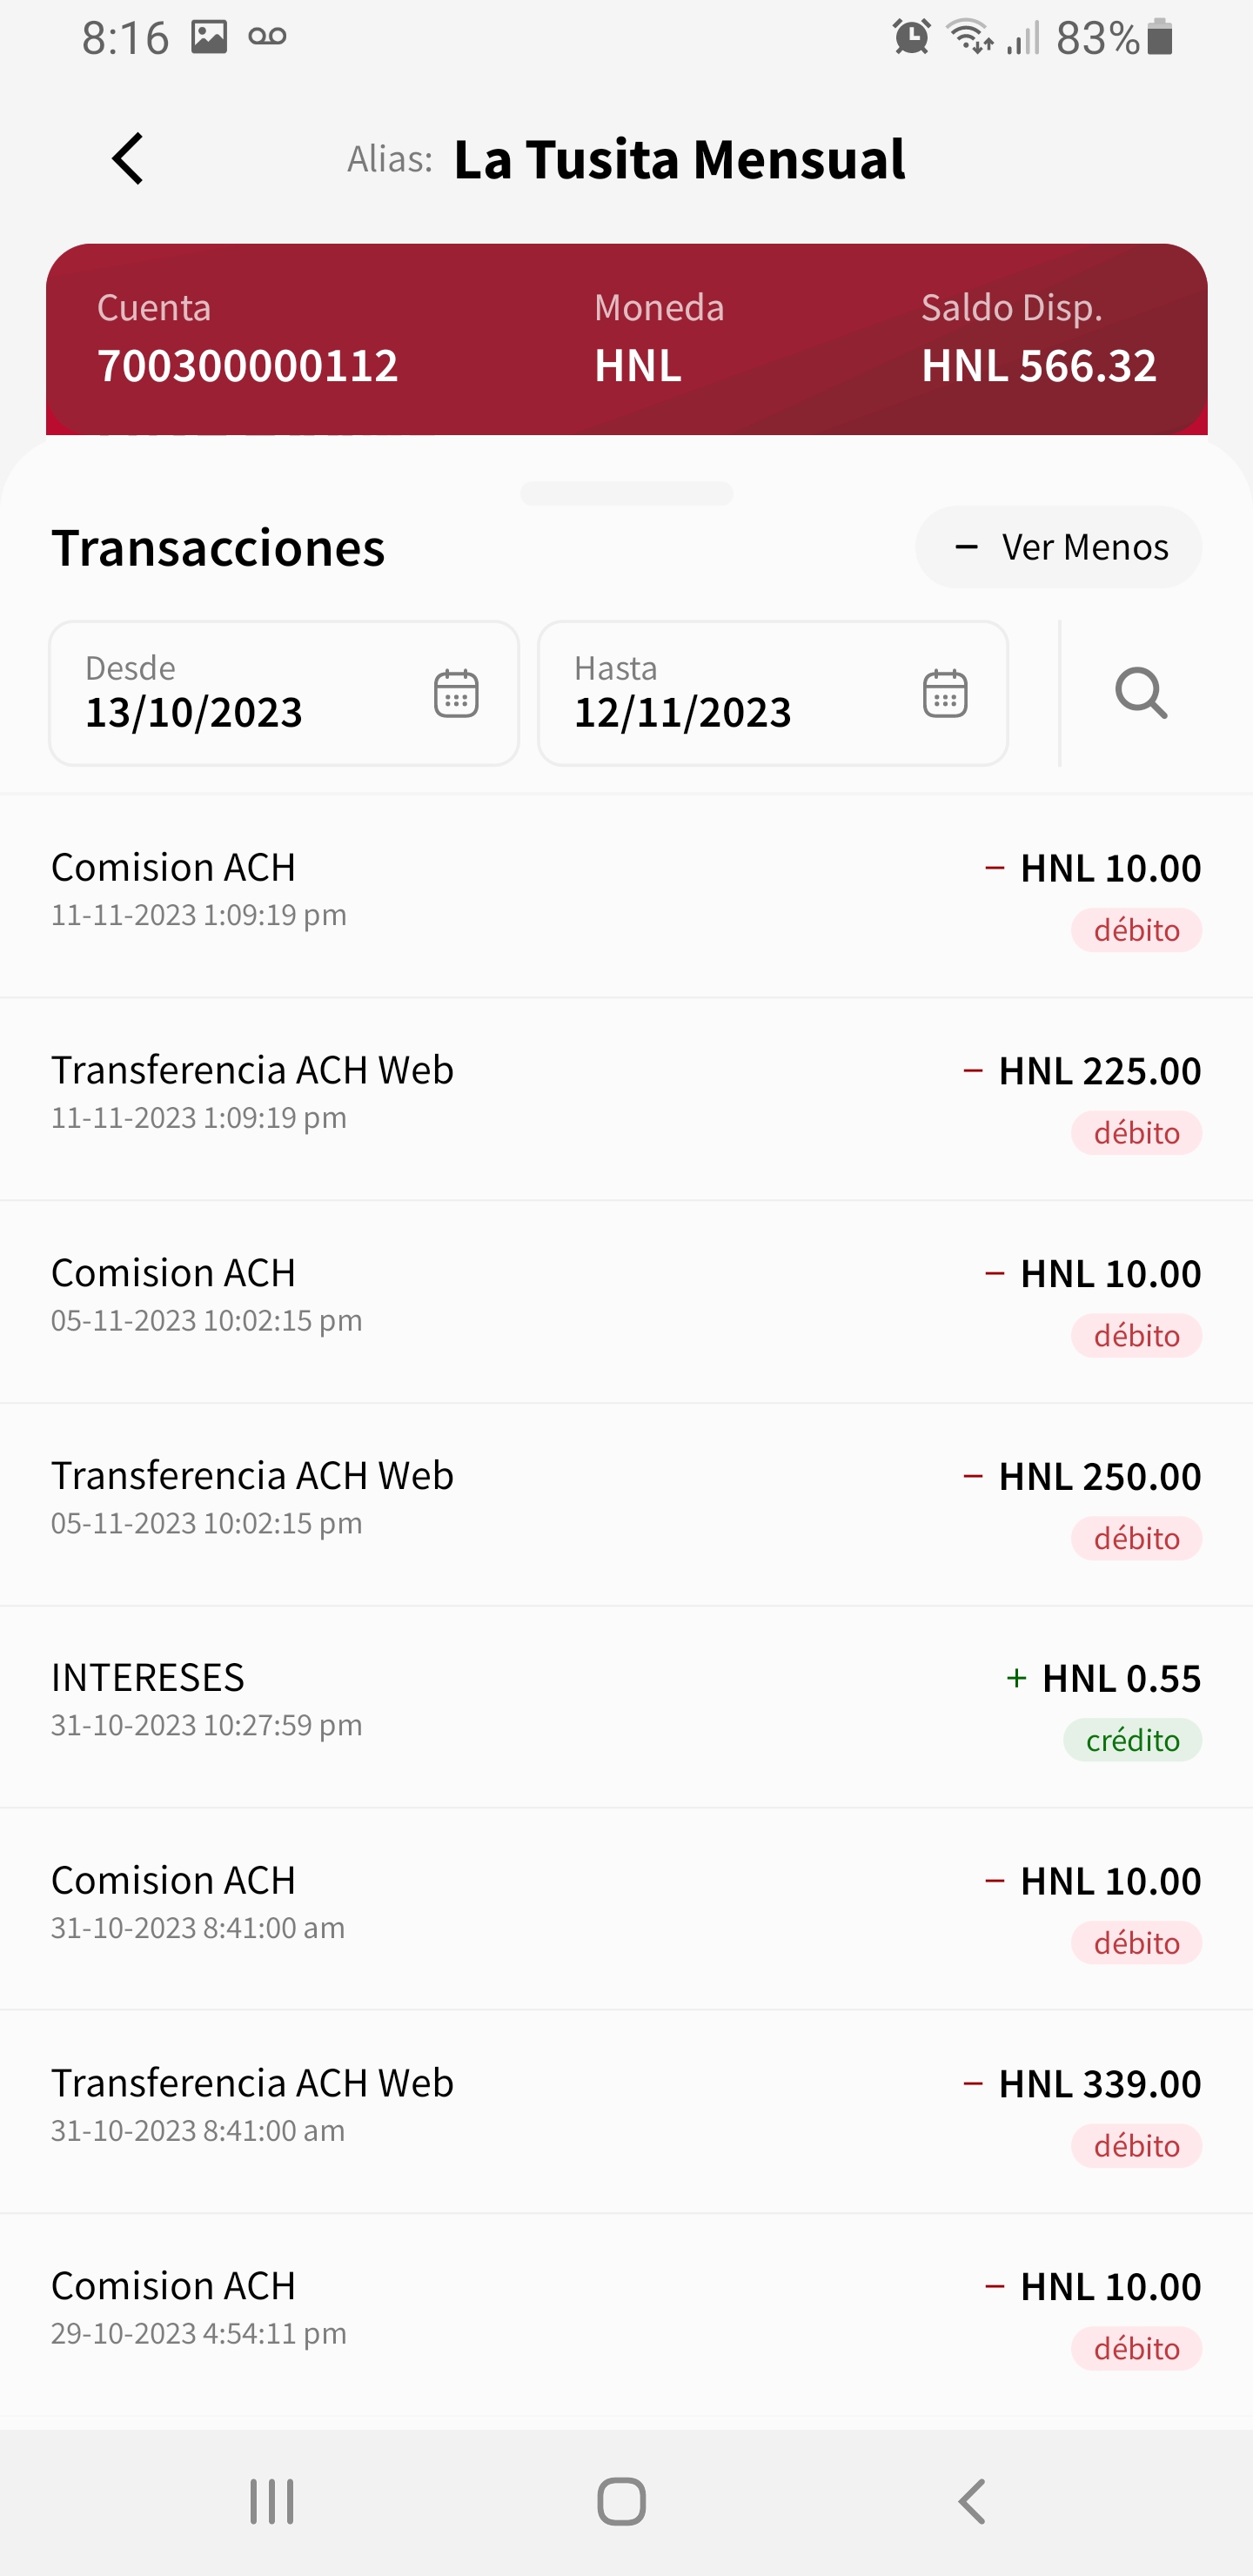 8:16 83%
Alias: La Tusita Mensual
Cuenta Moneda Saldo Disp.
700300000112 HNL HNL 566.32
Transacciones − Ver Menos
Desde Hasta
13/10/2023 12/11/2023
Comision ACH − HNL 10.00
11-11-2023 1:09:19 pm débito
Transferencia ACH Web − HNL 225.00
11-11-2023 1:09:19 pm débito
Comision ACH − HNL 10.00
05-11-2023 10:02:15 pm débito
Transferencia ACH Web − HNL 250.00
05-11-2023 10:02:15 pm débito
INTERESES + HNL 0.55
31-10-2023 10:27:59 pm crédito
Comision ACH − HNL 10.00
31-10-2023 8:41:00 am débito
Transferencia ACH Web − HNL 339.00
31-10-2023 8:41:00 am débito
Comision ACH − HNL 10.00
29-10-2023 4:54:11 pm débito